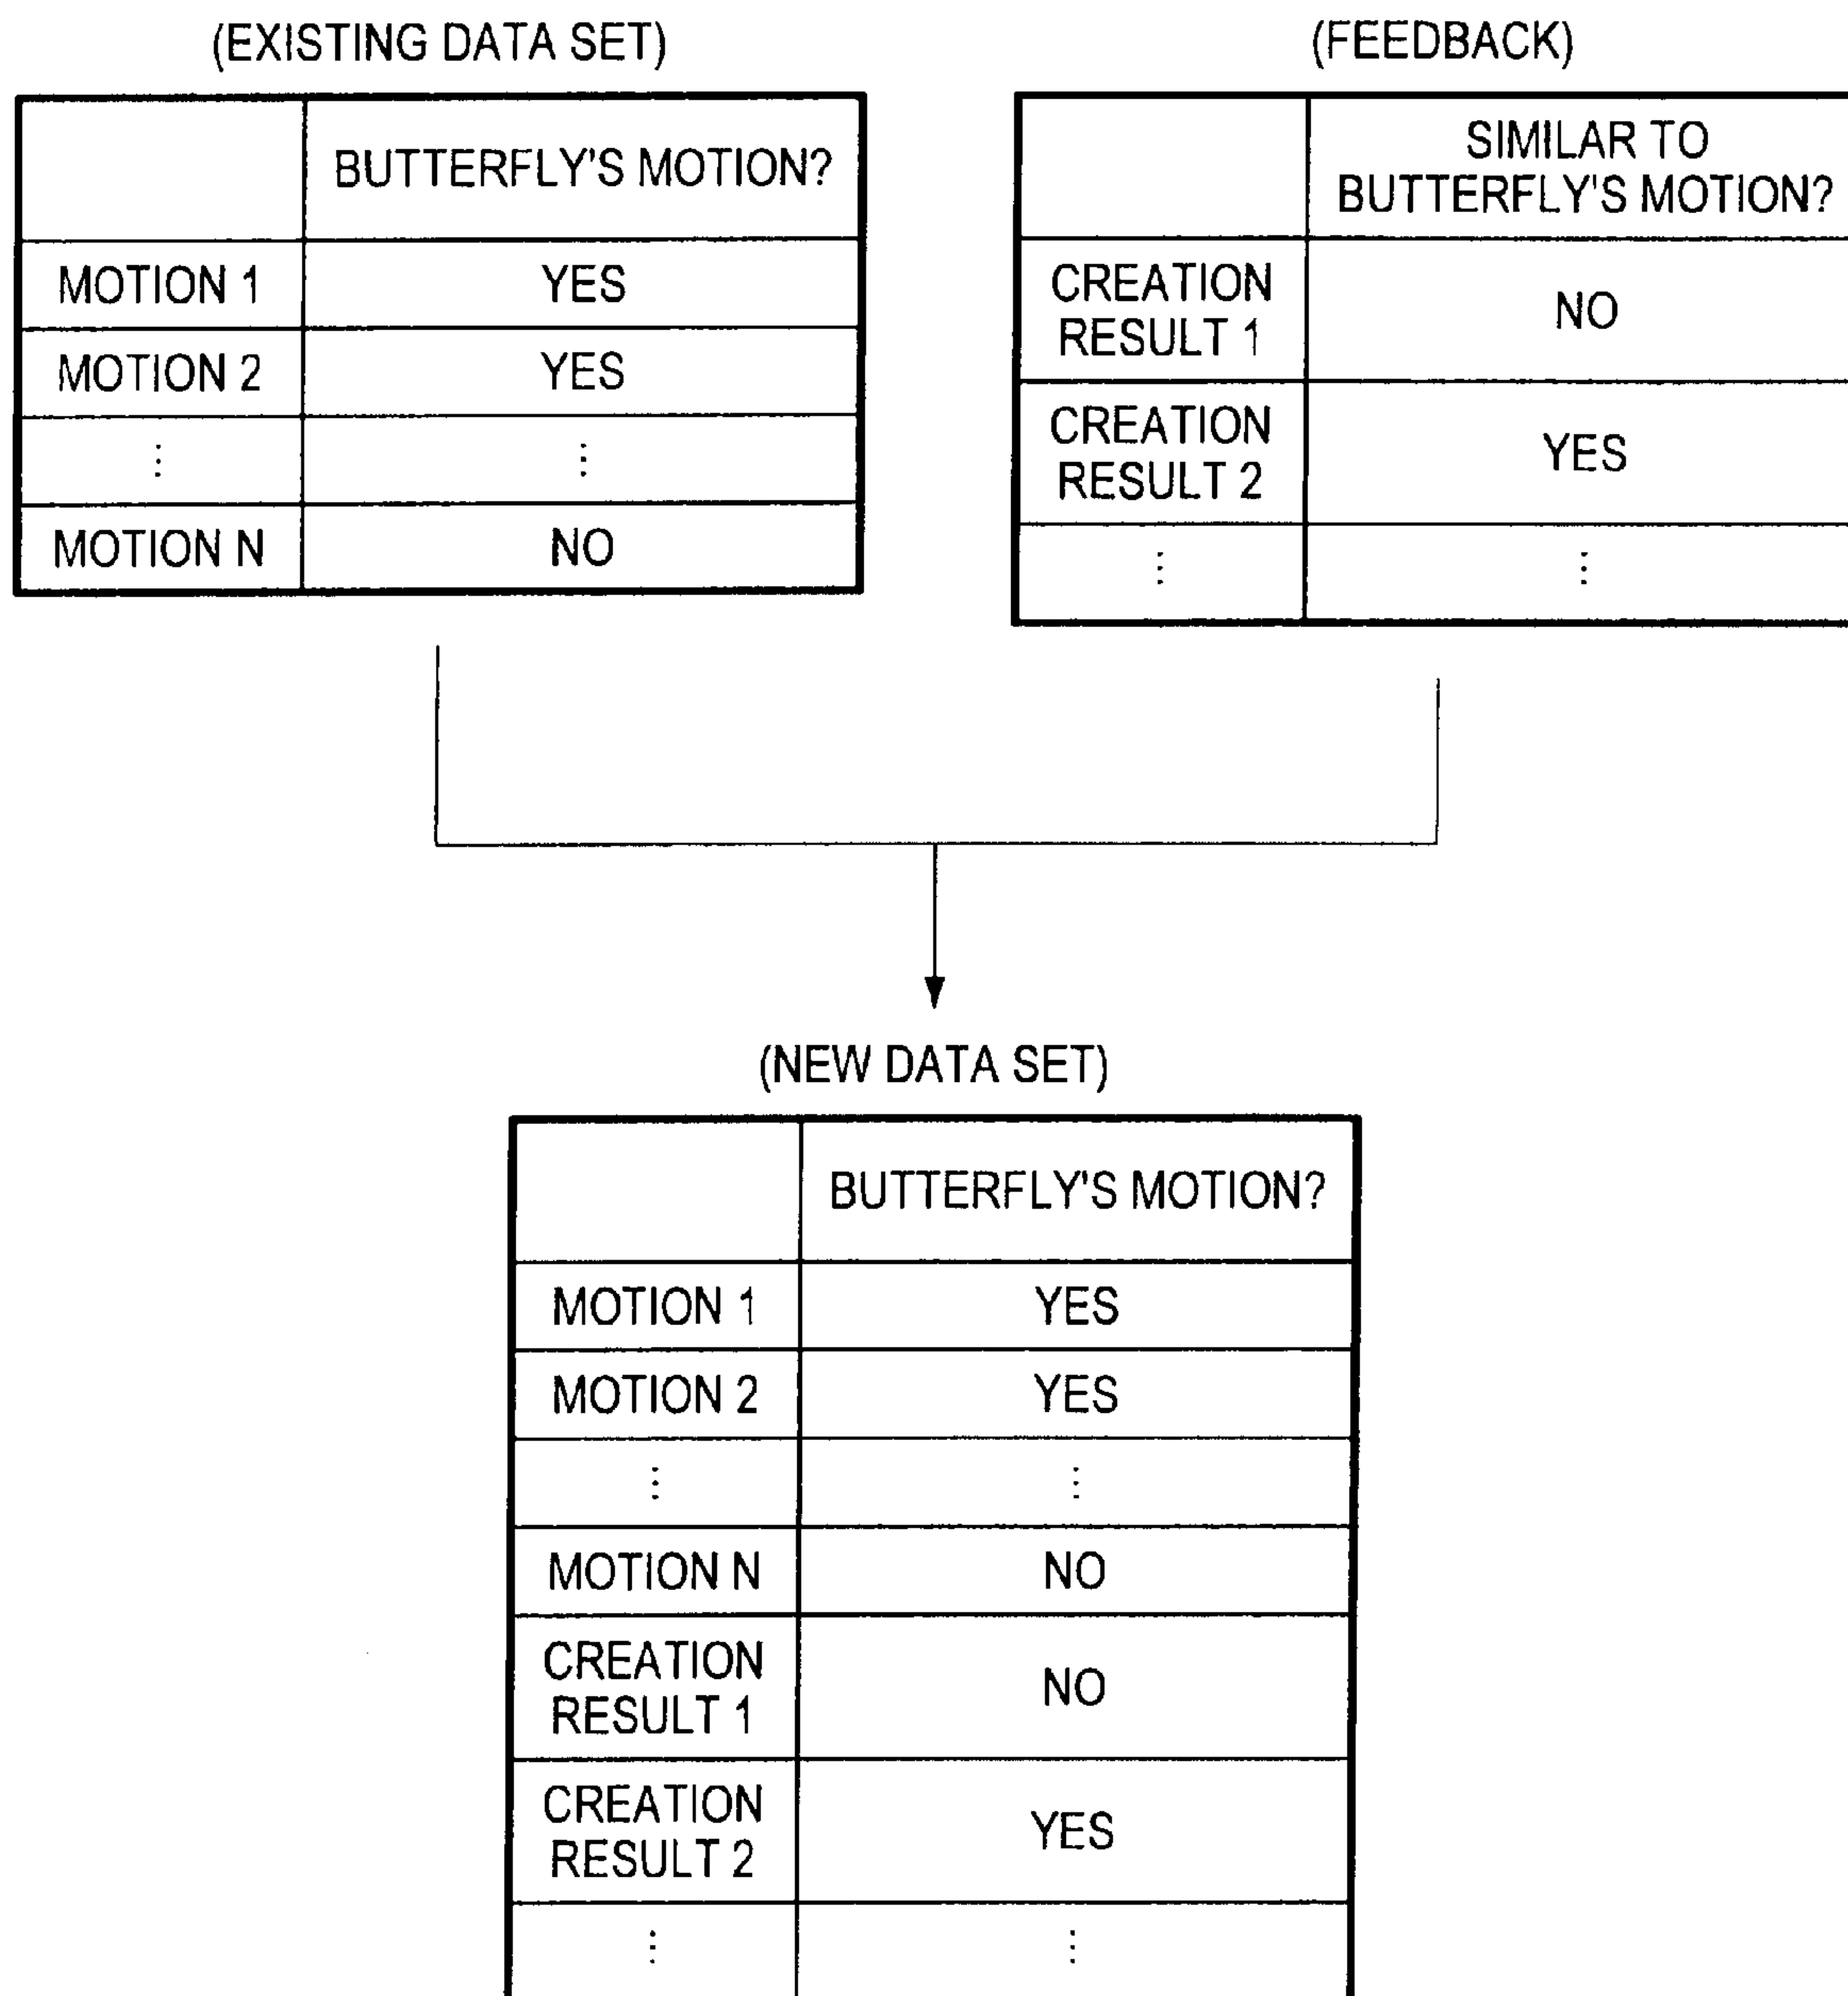 (EXISTING DATA SET)
BUTTERFLY'S MOTION?
MOTION 1 YES
MOTION 2 YES
⋮ ⋮
MOTION N NO
(FEEDBACK)
SIMILAR TO
BUTTERFLY'S MOTION?
CREATION
RESULT 1
NO
CREATION
RESULT 2
YES
⋮ ⋮
(NEW DATA SET)
BUTTERFLY'S MOTION?
MOTION 1 YES
MOTION 2 YES
⋮ ⋮
MOTION N NO
CREATION
RESULT 1
NO
CREATION
RESULT 2
YES
⋮ ⋮